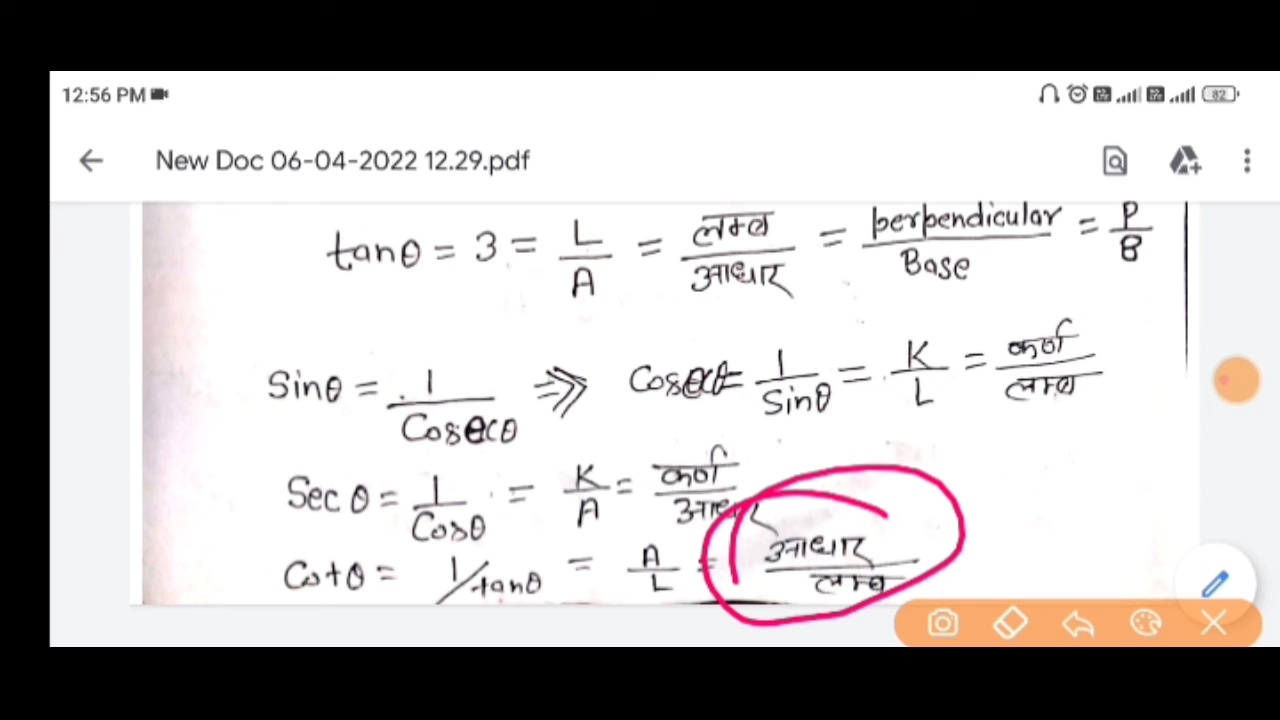 12:56 PM 82
New Doc 06-04-2022 12.29.pdf
tanθ = 3 = L/A = लम्ब/आधार = perpendicular/Base = P/B
Sinθ = 1/Cosecθ ⇒ Cosecθ = 1/Sinθ = K/L = कर्ण/लम्ब
Secθ = 1/Cosθ = K/A = कर्ण/आधार
Cotθ = 1/tanθ = A/L = आधार/लम्ब